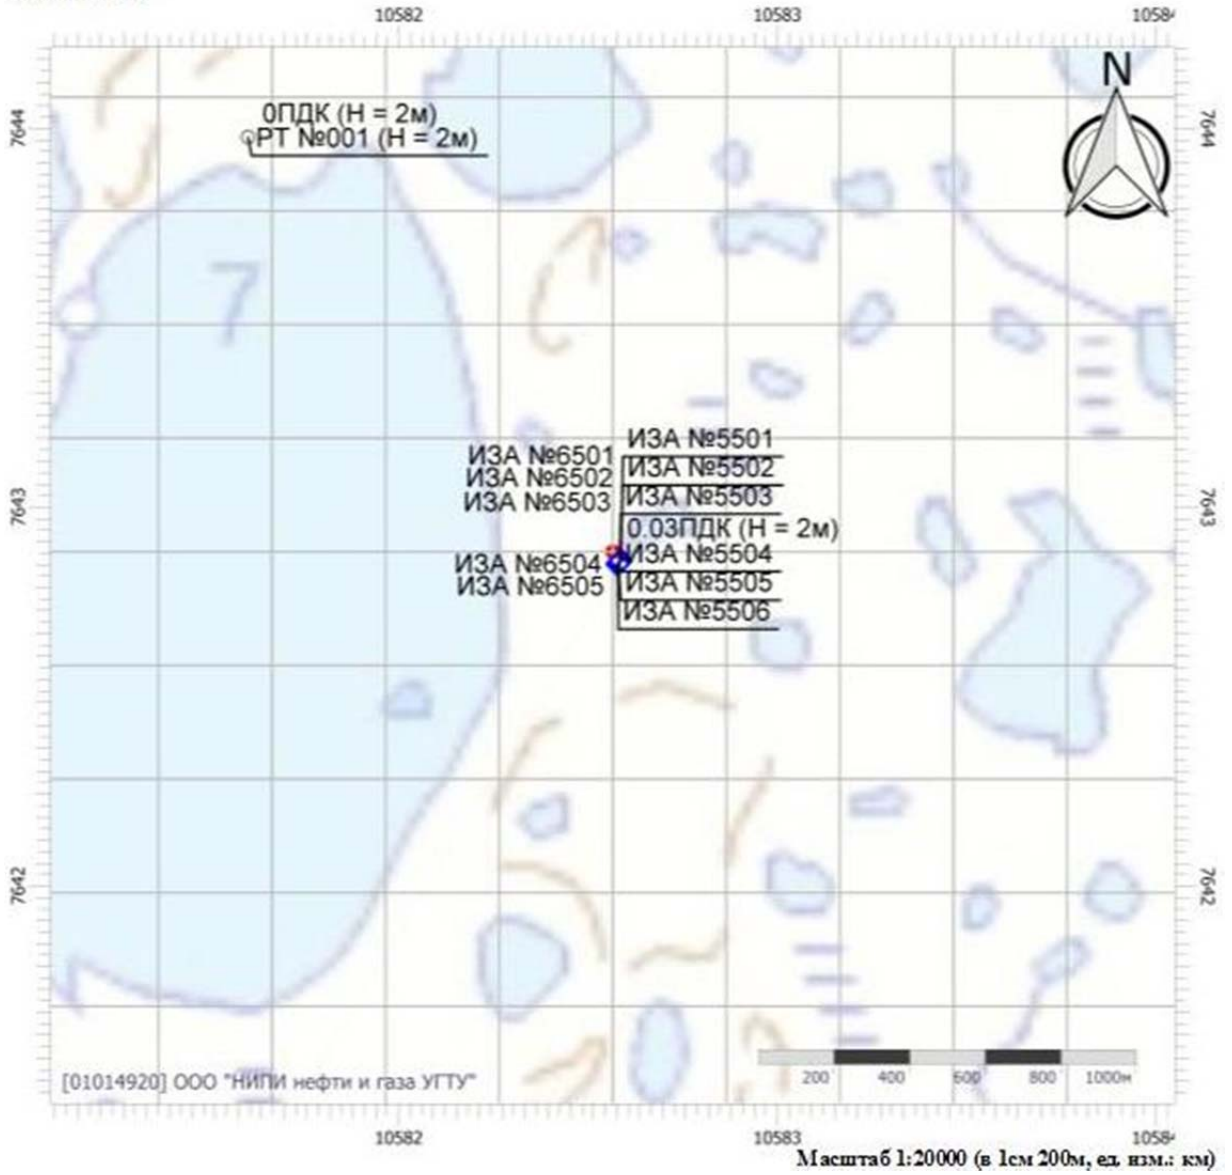 10582 10583 1058
N
7644
7644
0ПДК (H = 2м)
РТ №001 (H = 2м)
7
ИЗА №5501
ИЗА №6501
ИЗА №5502
ИЗА №6502
ИЗА №5503
ИЗА №6503
7643
7643
0.03ПДК (H = 2м)
ИЗА №5504
ИЗА №6504
ИЗА №5505
ИЗА №6505
ИЗА №5506
7642
7642
200 400 600 800 1000м
[01014920] ООО "НИПИ нефти и газа УГТУ"
10582 10583 1058
Масштаб 1:20000 (в 1см 200м, ед. изм.: км)